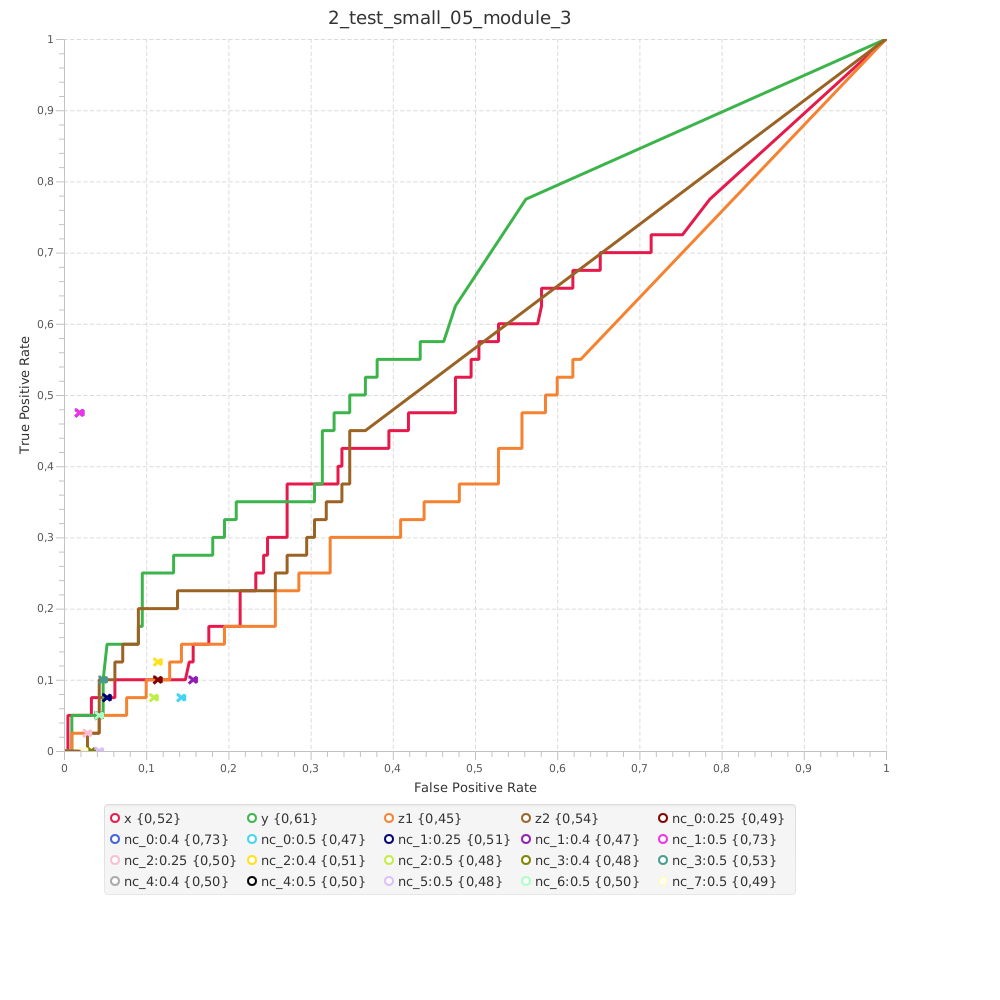 2_test_small_05_module_3
1
0,9
0,8
0,7
0,6
0,5
0,4
0,3
0,2
0,1
0
True Positive Rate
0 0,1 0,2 0,3 0,4 0,5 0,6 0,7 0,8 0,9 1
False Positive Rate
x {0,52} y {0,61} z1 {0,45} z2 {0,54} nc_0:0.25 {0,49}
nc_0:0.4 {0,73} nc_0:0.5 {0,47} nc_1:0.25 {0,51} nc_1:0.4 {0,47} nc_1:0.5 {0,73}
nc_2:0.25 {0,50} nc_2:0.4 {0,51} nc_2:0.5 {0,48} nc_3:0.4 {0,48} nc_3:0.5 {0,53}
nc_4:0.4 {0,50} nc_4:0.5 {0,50} nc_5:0.5 {0,48} nc_6:0.5 {0,50} nc_7:0.5 {0,49}